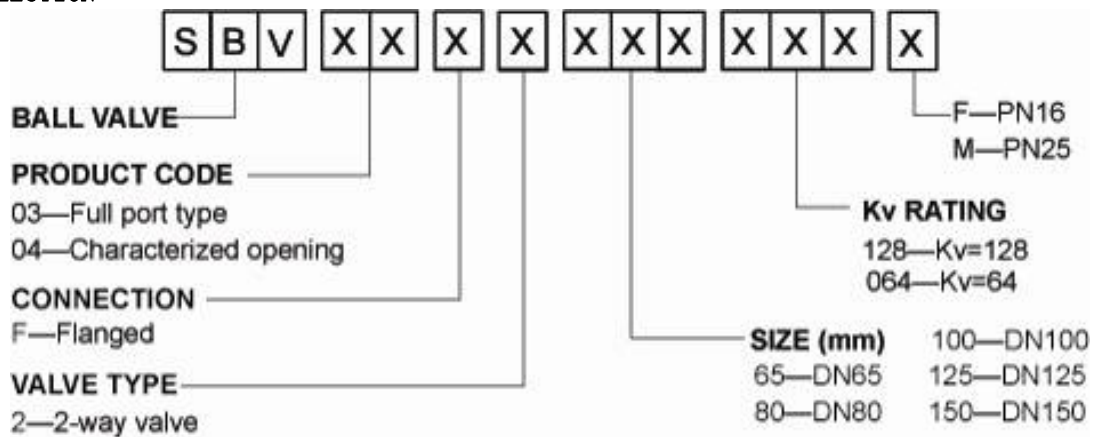 S B V X X X X X X X X X X X
BALL VALVE
F—PN16
M—PN25
PRODUCT CODE
03—Full port type
04—Characterized opening
Kv RATING
128—Kv=128
064—Kv=64
CONNECTION
F—Flanged
SIZE (mm) 100—DN100
65—DN65 125—DN125
80—DN80 150—DN150
VALVE TYPE
2—2-way valve